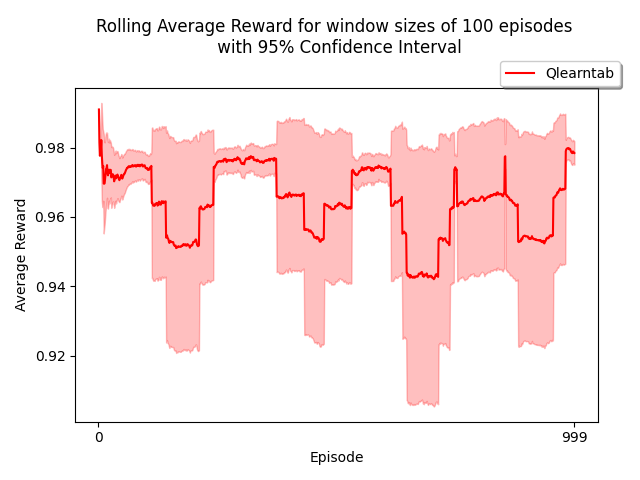 Rolling Average Reward for window sizes of 100 episodes
with 95% Confidence Interval
Qlearntab
0.98
0.96
0.94
0.92
Average Reward
0
999
Episode